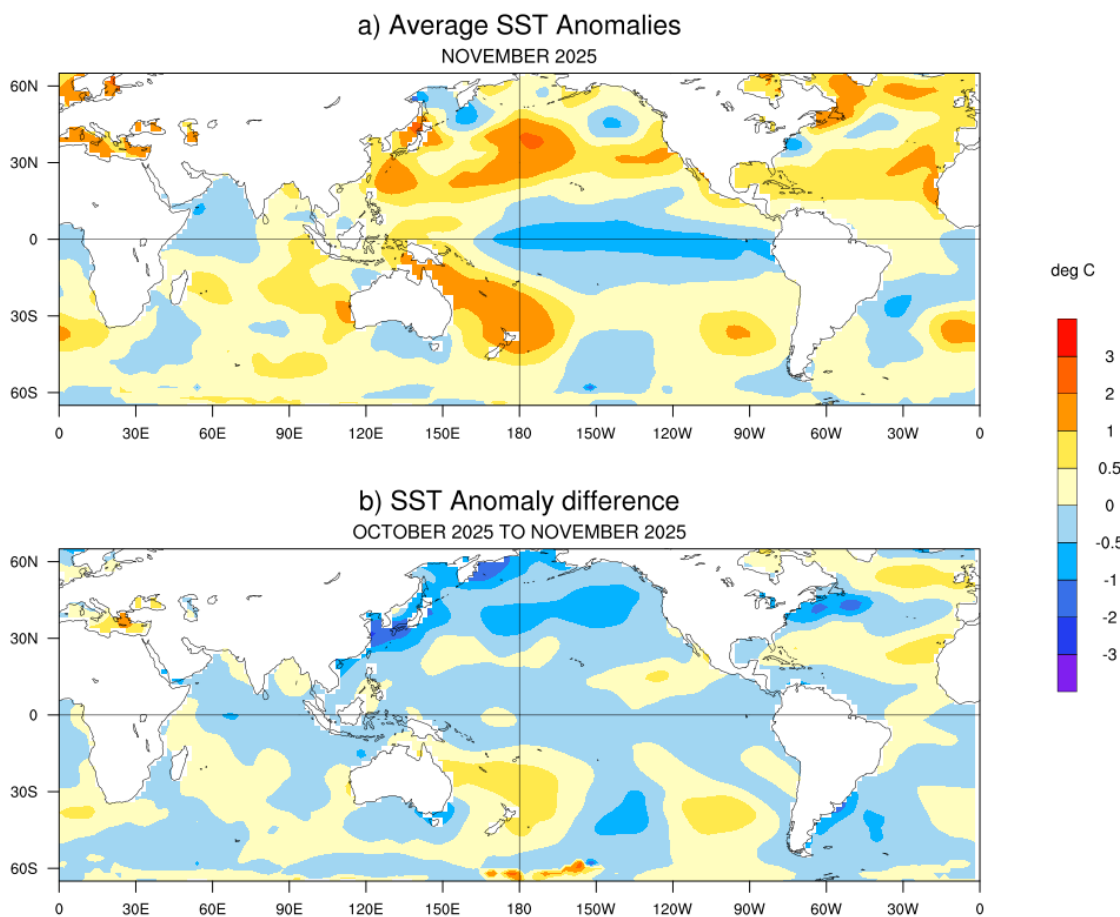 a) Average SST Anomalies
NOVEMBER 2025
60N
30N
0
30S
60S
0 30E 60E 90E 120E 150E 180 150W 120W 90W 60W 30W 0
b) SST Anomaly difference
OCTOBER 2025 TO NOVEMBER 2025
60N
30N
0
30S
60S
0 30E 60E 90E 120E 150E 180 150W 120W 90W 60W 30W 0
deg C
3
2
1
0.5
0
-0.5
-1
-2
-3